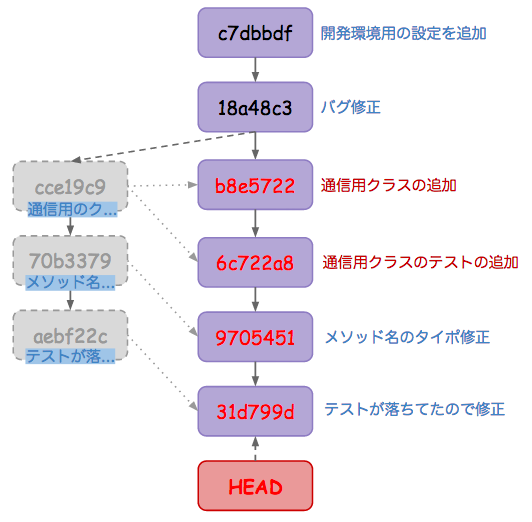 c7dbbdf 開発環境用の設定を追加
18a48c3 バグ修正
cce19c9
通信用のク...
b8e5722 通信用クラスの追加
70b3379
メソッド名...
6c722a8 通信用クラスのテストの追加
aebf22c
テストが落...
9705451 メソッド名のタイポ修正
31d799d テストが落ちてたので修正
HEAD